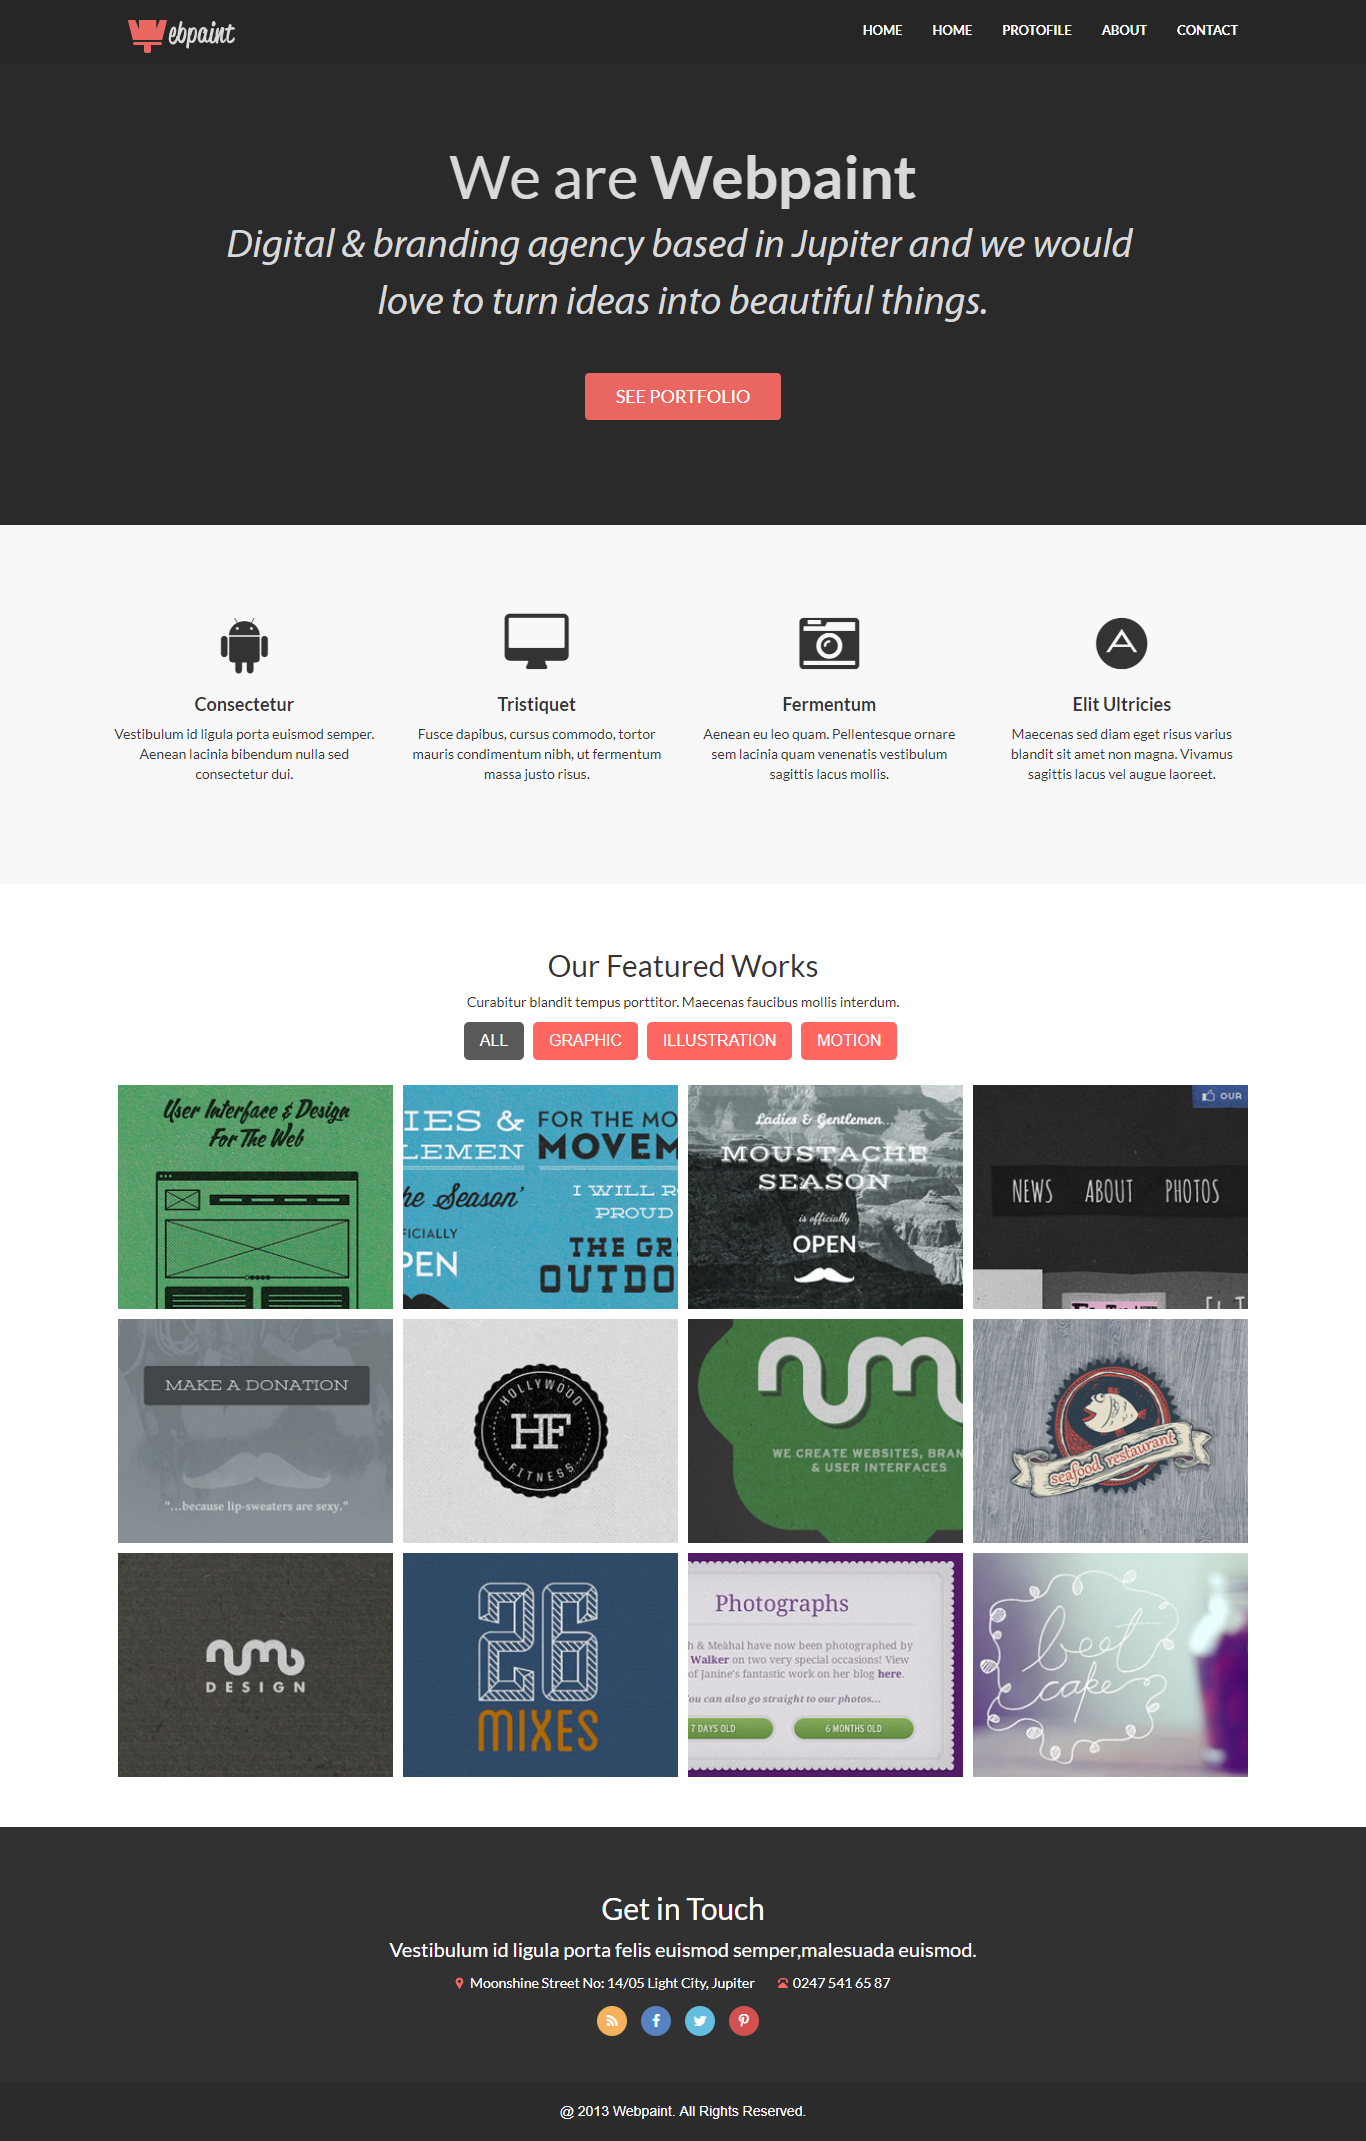 ebpaint
HOME HOME PROTOFILE ABOUT CONTACT
We are Webpaint
Digital & branding agency based in Jupiter and we would
love to turn ideas into beautiful things.
SEE PORTFOLIO
Consectetur
Vestibulum id ligula porta euismod semper.
Aenean lacinia bibendum nulla sed
consectetur dui.
Tristiquet
Fusce dapibus, cursus commodo, tortor
mauris condimentum nibh, ut fermentum
massa justo risus.
Fermentum
Aenean eu leo quam. Pellentesque ornare
sem lacinia quam venenatis vestibulum
sagittis lacus mollis.
Elit Ultricies
Maecenas sed diam eget risus varius
blandit sit amet non magna. Vivamus
sagittis lacus vel augue laoreet.
Our Featured Works
Curabitur blandit tempus porttitor. Maecenas faucibus mollis interdum.
ALL GRAPHIC ILLUSTRATION MOTION
User Interface & Design
For The Web
IES &
LEMEN
he Season'
FICIALLY
PEN
FOR THE MO
MOVEM
I WILL R
PROUD
THE GR
OUTDO
Ladies & Gentlemen...
MOUSTACHE
SEASON
is officially
OPEN
OUR
NEWS ABOUT PHOTOS
MAKE A DONATION
"...because lip-sweaters are sexy."
HOLLYWOOD
HF
FITNESS
WE CREATE WEBSITES, BRAN
& USER INTERFACES
seafood restaurant
DESIGN
26
MIXES
Photographs
h & Meàhal have now been photographed by
Walker on two very special occasions! View
of Janine's fantastic work on her blog here.
ou can also go straight to our photos...
7 DAYS OLD 6 MONTHS OLD
beet
cake
Get in Touch
Vestibulum id ligula porta felis euismod semper,malesuada euismod.
Moonshine Street No: 14/05 Light City, Jupiter 0247 541 65 87
@ 2013 Webpaint. All Rights Reserved.